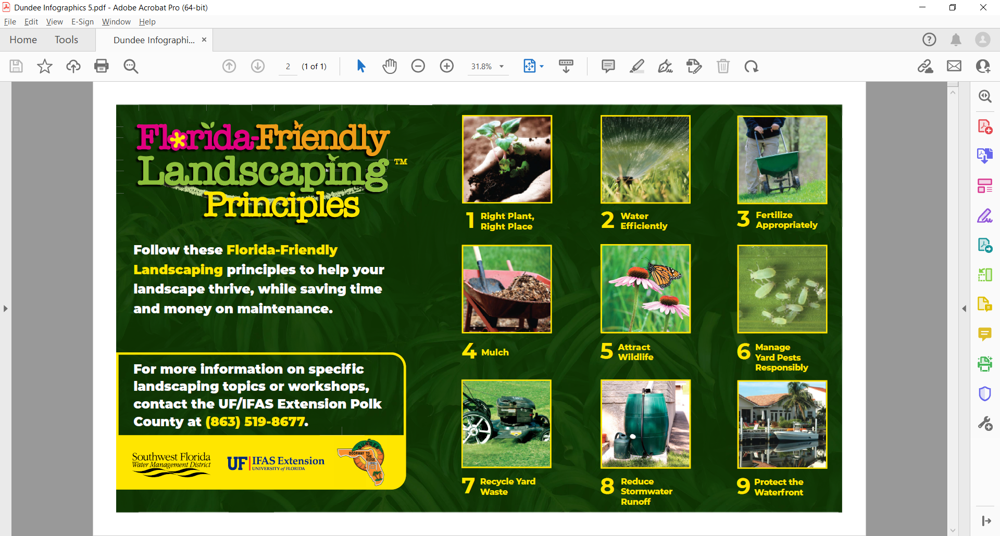 Dundee Infographics 5.pdf - Adobe Acrobat Pro (64-bit)
File Edit View E-Sign Window Help
Home Tools Dundee Infographi... ×
2 (1 of 1) 31.8%
Florida-Friendly
Landscaping™
Principles
Follow these Florida-Friendly
Landscaping principles to help your
landscape thrive, while saving time
and money on maintenance.
For more information on specific
landscaping topics or workshops,
contact the UF/IFAS Extension Polk
County at (863) 519-8677.
Southwest Florida
Water Management District
UF IFAS Extension
UNIVERSITY of FLORIDA
DUNDEE
DOORWAY TO
THE
RIDGE
1 Right Plant,
Right Place
2 Water
Efficiently
3 Fertilize
Appropriately
4 Mulch
5 Attract
Wildlife
6 Manage
Yard Pests
Responsibly
7 Recycle Yard
Waste
8 Reduce
Stormwater
Runoff
9 Protect the
Waterfront